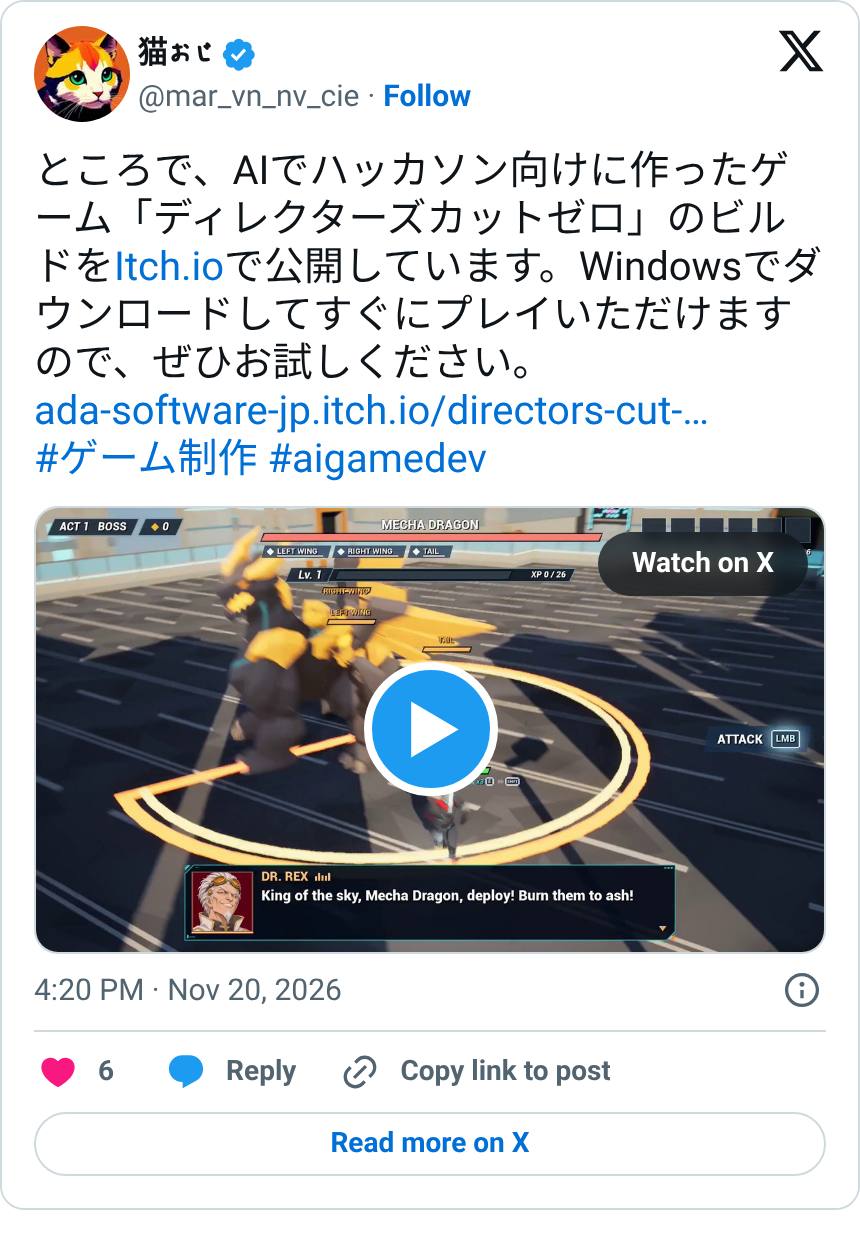 猫おじ
@mar_vn_nv_cie · Follow
ところで、AIでハッカソン向けに作ったゲ
ーム「ディレクターズカットゼロ」のビル
ドをItch.ioで公開しています。Windowsでダ
ウンロードしてすぐにプレイいただけます
ので、ぜひお試しください。
ada-software-jp.itch.io/directors-cut-…
#ゲーム制作 #aigamedev
ACT 1 BOSS 0
MECHA DRAGON
LEFT WING RIGHT WING TAIL
Watch on X
Lv. 1 XP 0 / 26
RIGHT WING
LEFT WING
TAIL
ATTACK LMB
DR. REX
King of the sky, Mecha Dragon, deploy! Burn them to ash!
4:20 PM · Nov 20, 2026
6 Reply Copy link to post
Read more on X